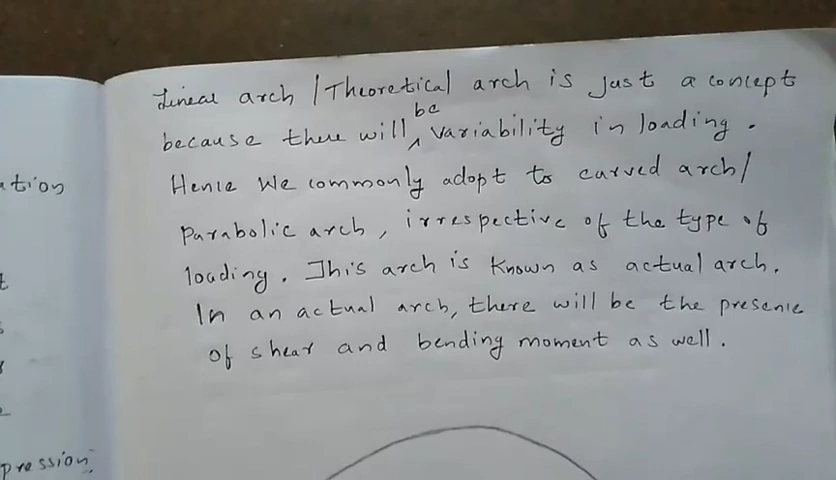 Linear arch / Theoretical arch is just a concept
because there will be variability in loading.
Hence We commonly adopt to curved arch/
Parabolic arch, irrespective of the type of
loading. This arch is known as actual arch.
In an actual arch, there will be the presence
of shear and bending moment as well.
ation
pression